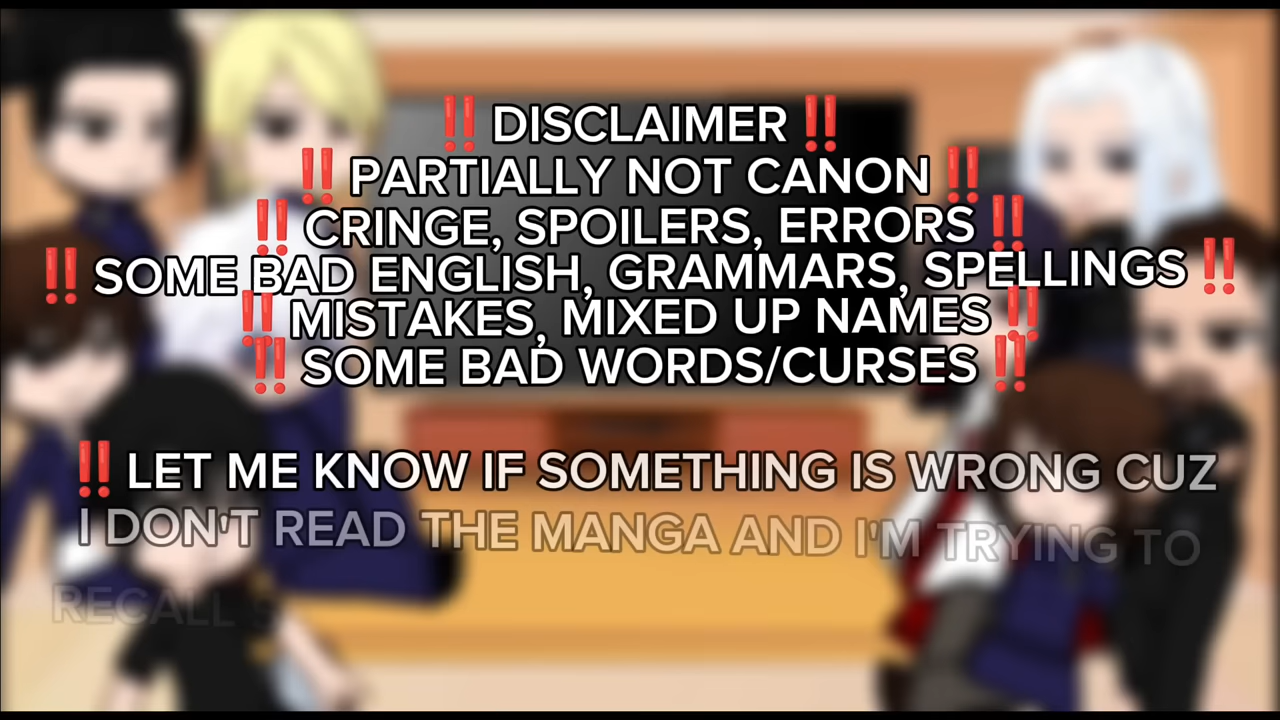 ‼️ DISCLAIMER ‼️
‼️ PARTIALLY NOT CANON ‼️
‼️ CRINGE, SPOILERS, ERRORS ‼️
‼️ SOME BAD ENGLISH, GRAMMARS, SPELLINGS ‼️
‼️ MISTAKES, MIXED UP NAMES ‼️
‼️ SOME BAD WORDS/CURSES ‼️
‼️ LET ME KNOW IF SOMETHING IS WRONG CUZ
I DON'T READ THE MANGA AND I'M TRYING TO
RECALL